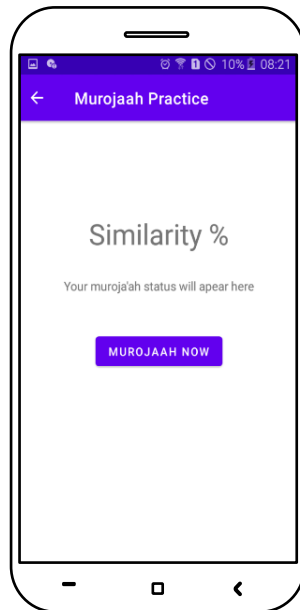 10% 08:21
Murojaah Practice
Similarity %
Your muroja'ah status will apear here
MUROJAAH NOW